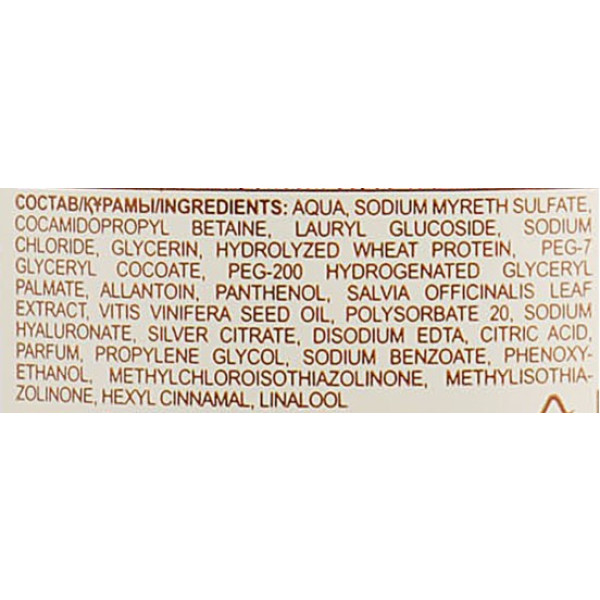 СОСТАВ/ҚҰРАМЫ/INGREDIENTS: AQUA, SODIUM MYRETH SULFATE,
COCAMIDOPROPYL BETAINE, LAURYL GLUCOSIDE, SODIUM
CHLORIDE, GLYCERIN, HYDROLYZED WHEAT PROTEIN, PEG-7
GLYCERYL COCOATE, PEG-200 HYDROGENATED GLYCERYL
PALMATE, ALLANTOIN, PANTHENOL, SALVIA OFFICINALIS LEAF
EXTRACT, VITIS VINIFERA SEED OIL, POLYSORBATE 20, SODIUM
HYALURONATE, SILVER CITRATE, DISODIUM EDTA, CITRIC ACID,
PARFUM, PROPYLENE GLYCOL, SODIUM BENZOATE, PHENOXY-
ETHANOL, METHYLCHLOROISOTHIAZOLINONE, METHYLISOTHIA-
ZOLINONE, HEXYL CINNAMAL, LINALOOL